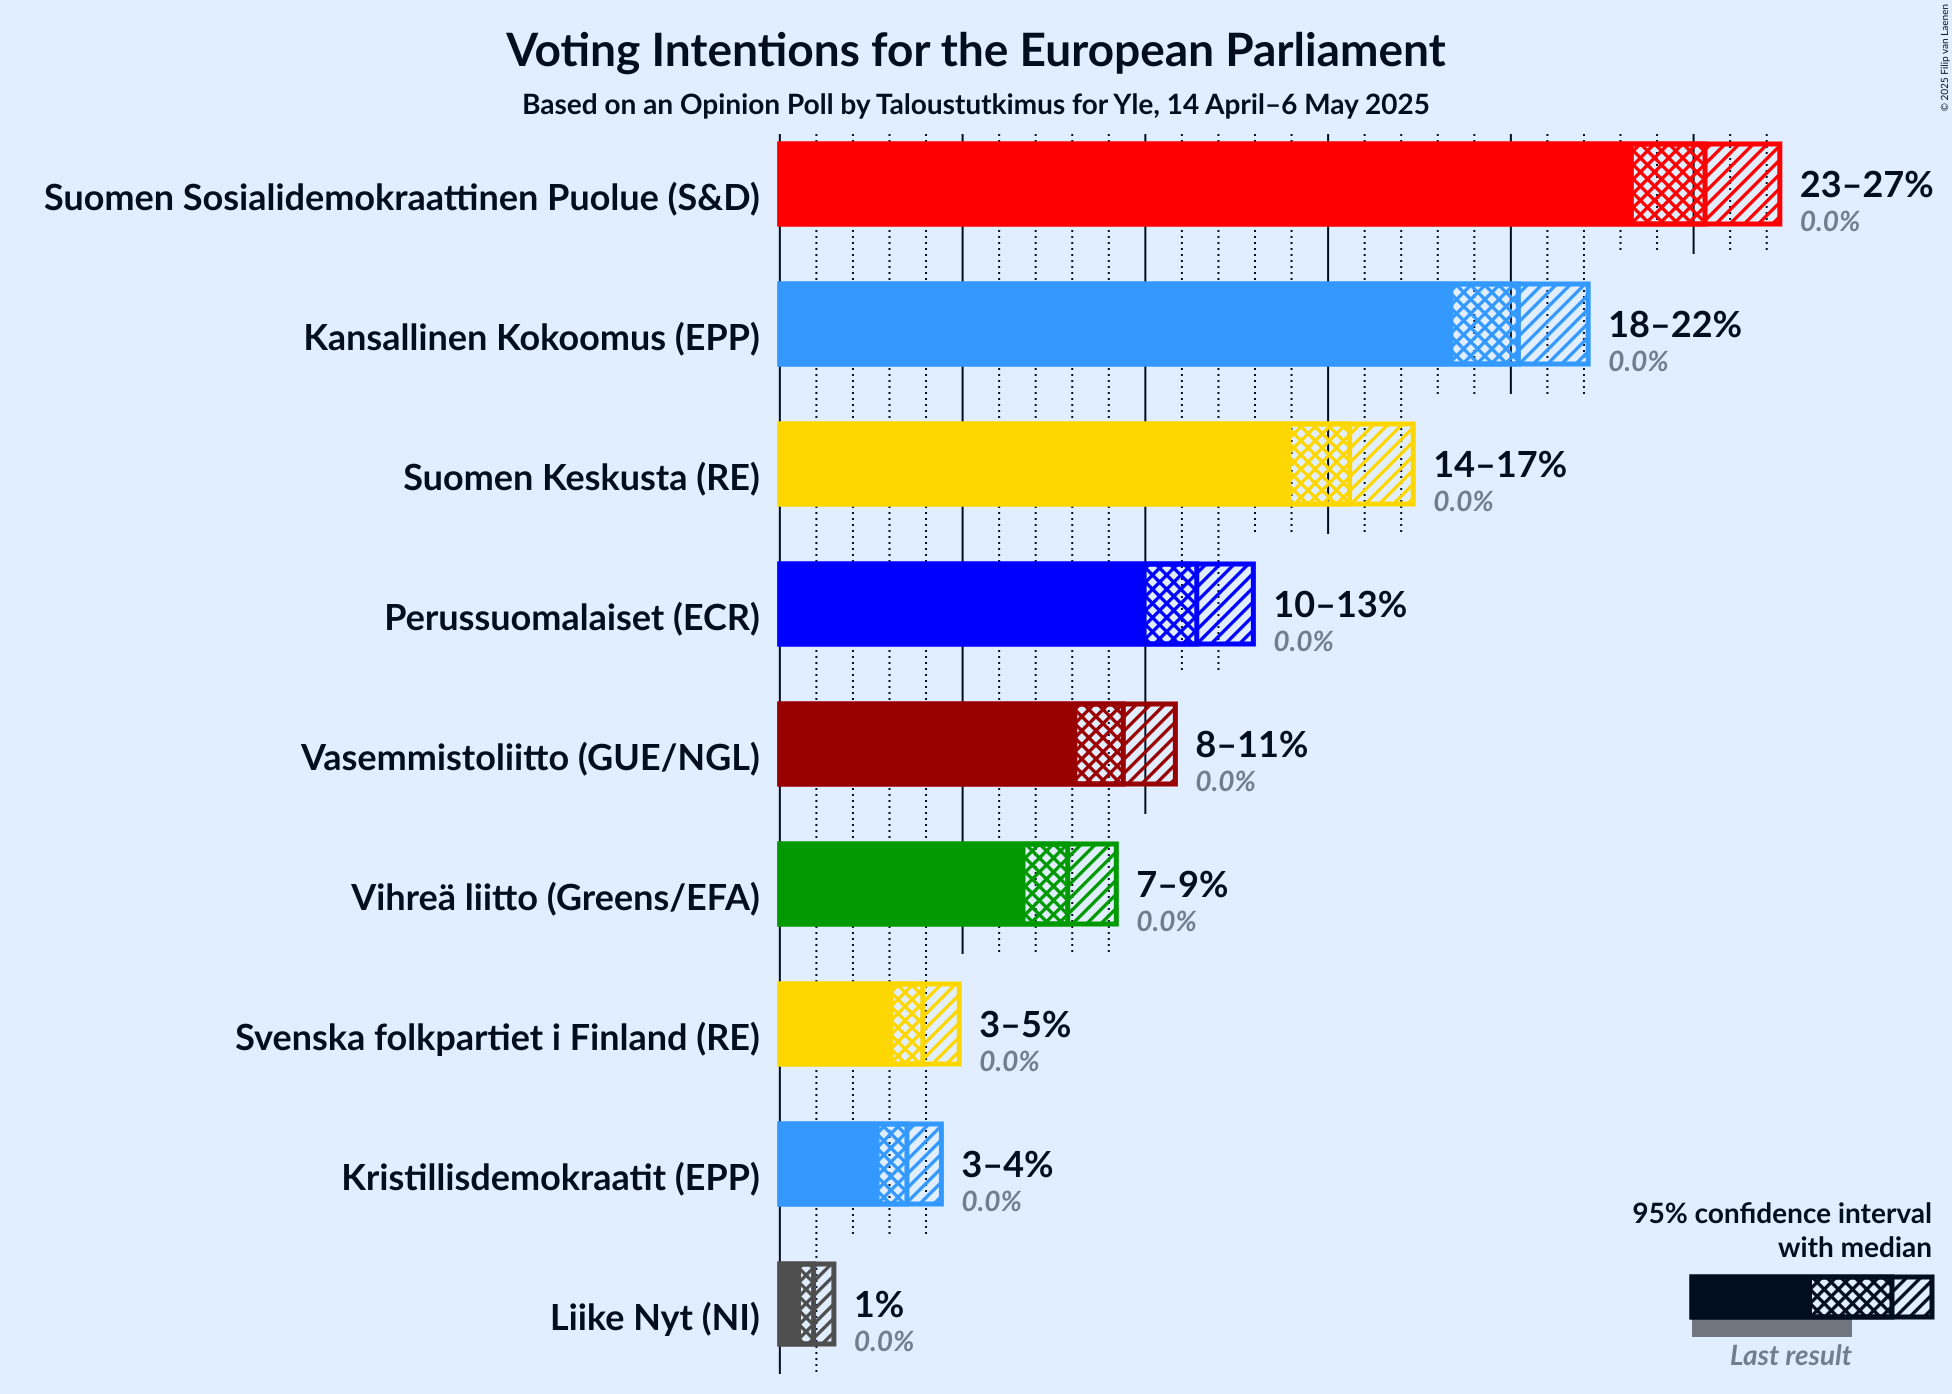 Voting Intentions for the European Parliament
Based on an Opinion Poll by Taloustutkimus for Yle, 14 April–6 May 2025
© 2025 Filip van Laenen
Suomen Sosialidemokraattinen Puolue (S&D)
23–27%
0.0%
Kansallinen Kokoomus (EPP)
18–22%
0.0%
Suomen Keskusta (RE)
14–17%
0.0%
Perussuomalaiset (ECR)
10–13%
0.0%
Vasemmistoliitto (GUE/NGL)
8–11%
0.0%
Vihreä liitto (Greens/EFA)
7–9%
0.0%
Svenska folkpartiet i Finland (RE)
3–5%
0.0%
Kristillisdemokraatit (EPP)
3–4%
0.0%
Liike Nyt (NI)
1%
0.0%
95% confidence interval
with median
Last result